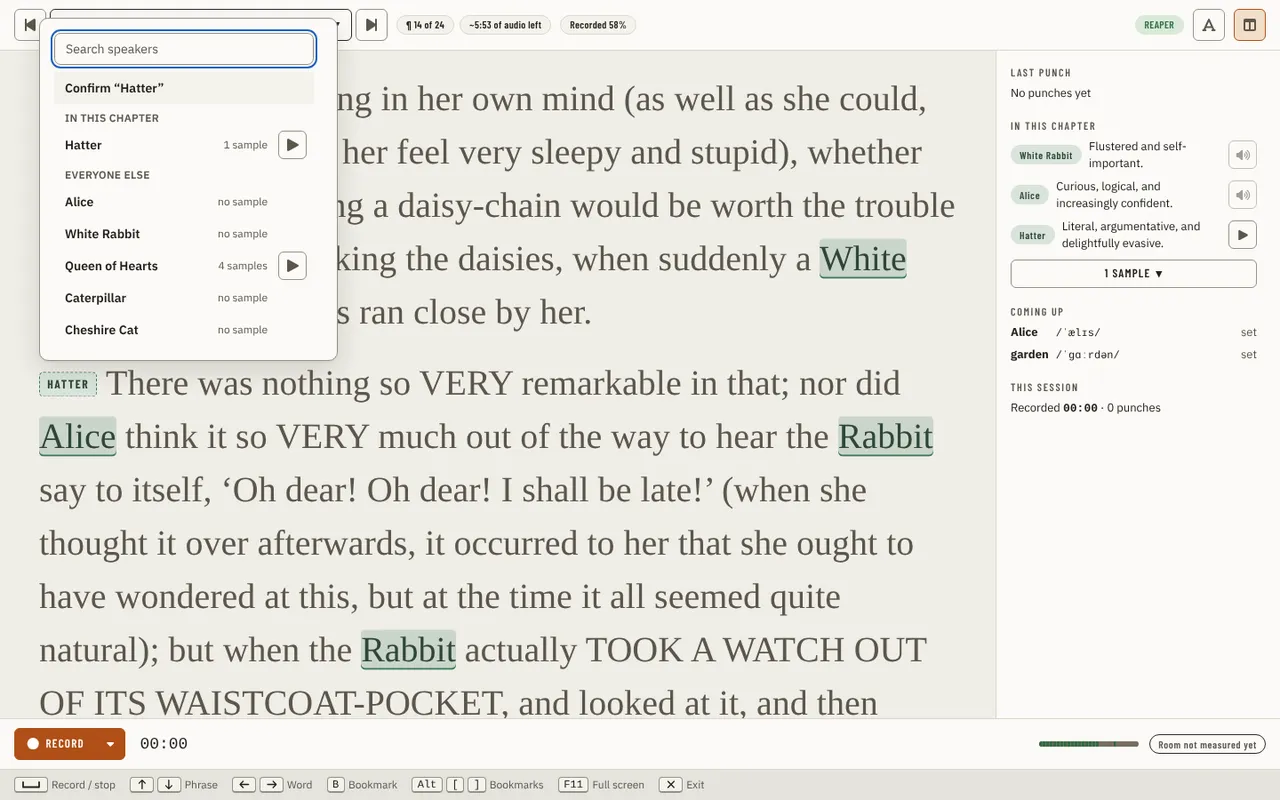 ¶ 14 of 24
~5:53 of audio left
Recorded 58%
REAPER
A
Search speakers
Confirm “Hatter”
IN THIS CHAPTER
Hatter 1 sample
EVERYONE ELSE
Alice no sample
White Rabbit no sample
Queen of Hearts 4 samples
Caterpillar no sample
Cheshire Cat no sample
ng in her own mind (as well as she could,
her feel very sleepy and stupid), whether
ng a daisy-chain would be worth the trouble
king the daisies, when suddenly a White
s ran close by her.
HATTER There was nothing so VERY remarkable in that; nor did
Alice think it so VERY much out of the way to hear the Rabbit
say to itself, ‘Oh dear! Oh dear! I shall be late!’ (when she
thought it over afterwards, it occurred to her that she ought to
have wondered at this, but at the time it all seemed quite
natural); but when the Rabbit actually TOOK A WATCH OUT
OF ITS WAISTCOAT-POCKET, and looked at it, and then
LAST PUNCH
No punches yet
IN THIS CHAPTER
White Rabbit Flustered and self-
important.
Alice Curious, logical, and
increasingly confident.
Hatter Literal, argumentative, and
delightfully evasive.
1 SAMPLE ▼
COMING UP
Alice /ˈælɪs/ set
garden /ˈɡɑːrdən/ set
THIS SESSION
Recorded 00:00 · 0 punches
RECORD 00:00
Room not measured yet
Record / stop ↑ ↓ Phrase ← → Word B Bookmark Alt [ ] Bookmarks F11 Full screen ✕ Exit